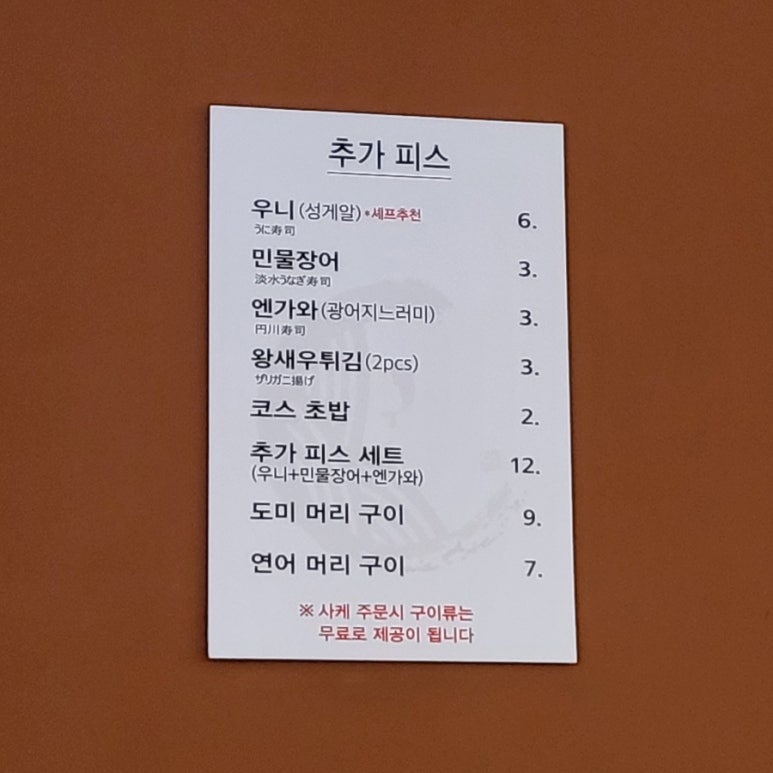 추가 피스
우니(성게알) *셰프추천 6.
うに寿司
민물장어 3.
淡水うなぎ寿司
엔가와(광어지느러미) 3.
円川寿司
왕새우튀김(2pcs) 3.
ザリガニ揚げ
코스 초밥 2.
추가 피스 세트 12.
(우니+민물장어+엔가와)
도미 머리 구이 9.
연어 머리 구이 7.
※ 사케 주문시 구이류는
무료로 제공이 됩니다